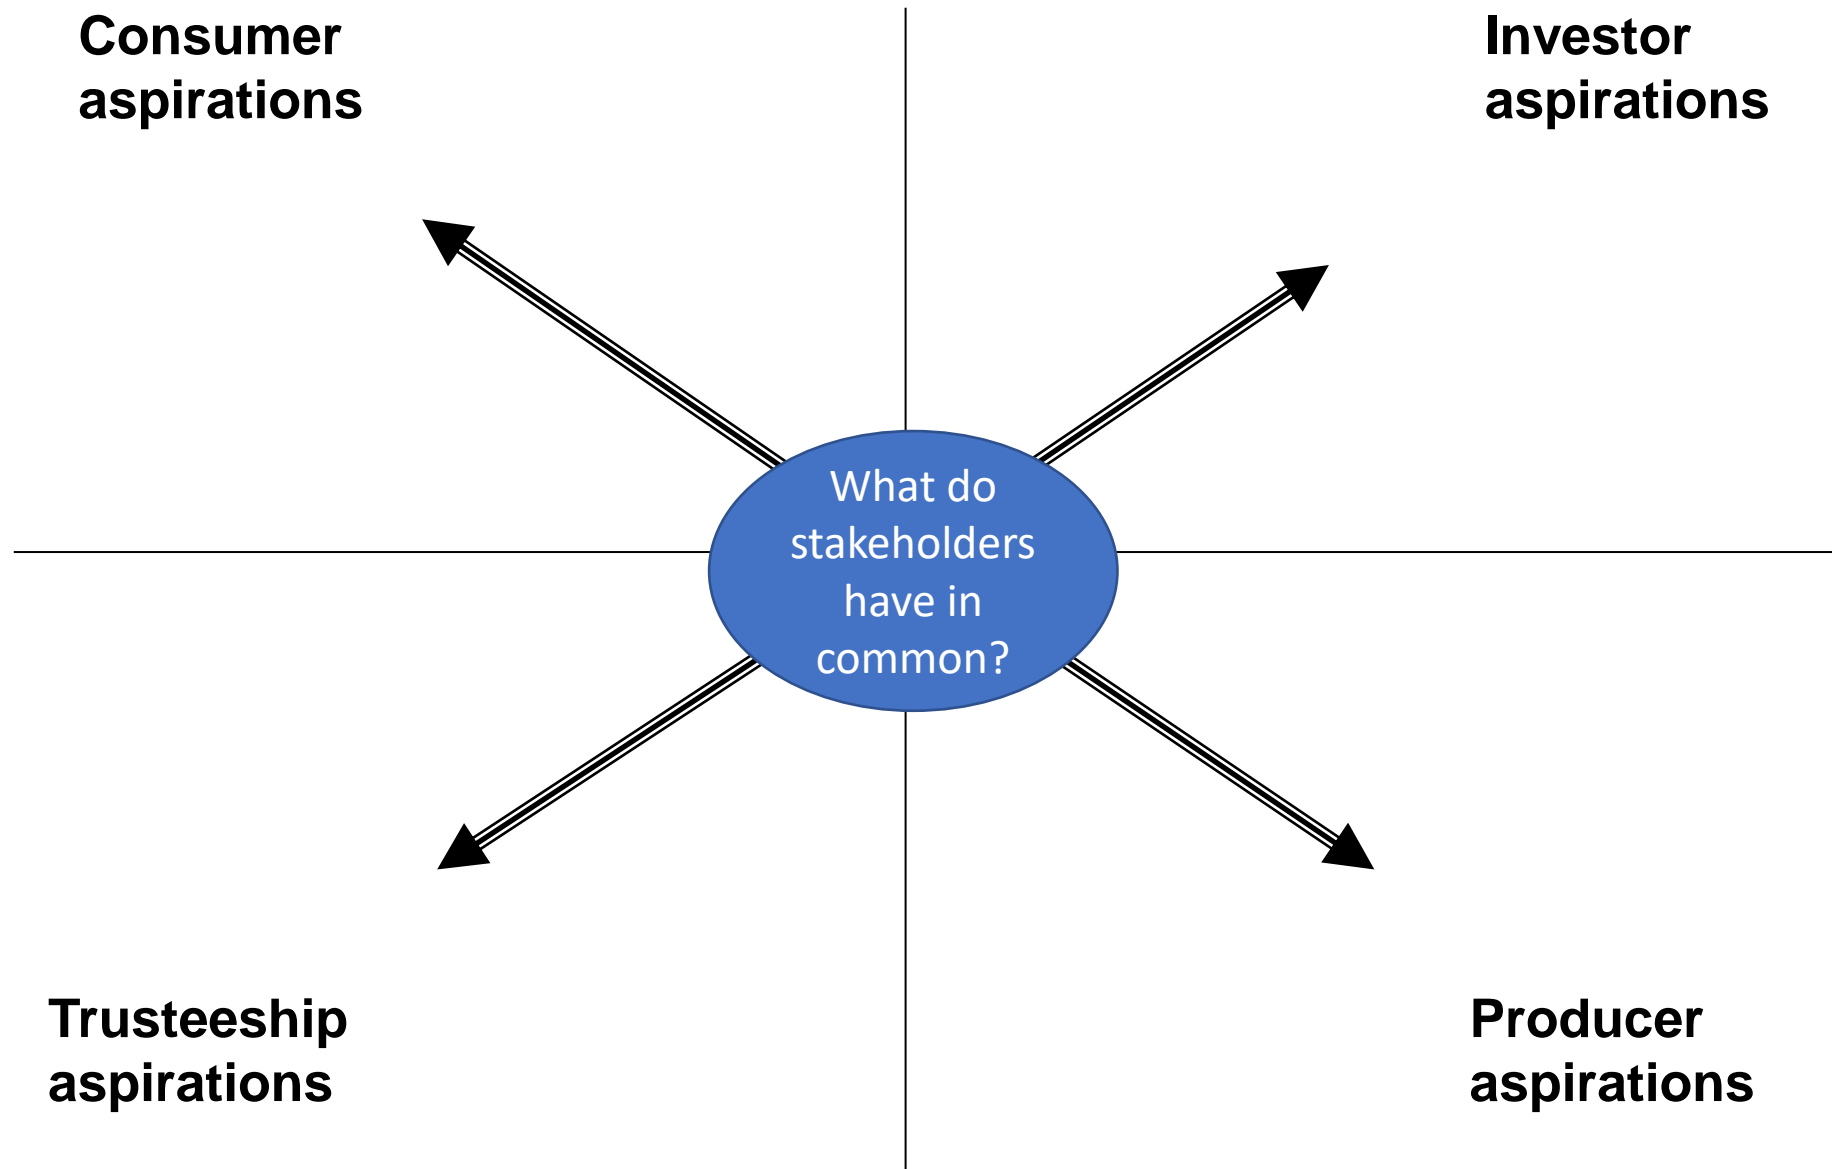 Consumer
aspirations
Investor
aspirations
What do
stakeholders
have in
common?
Trusteeship
aspirations
Producer
aspirations